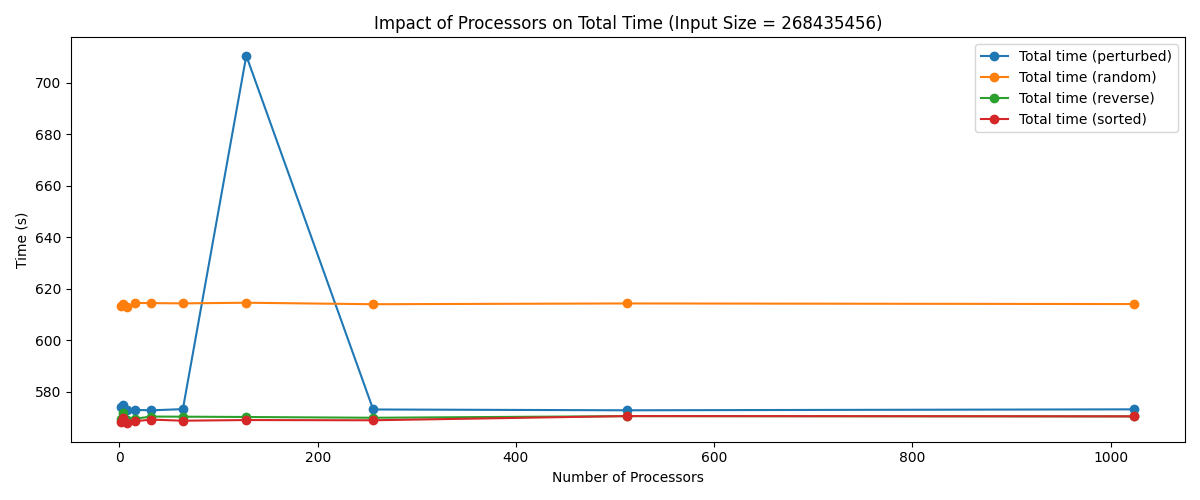 Impact of Processors on Total Time (Input Size = 268435456)
Total time (perturbed)
Total time (random)
Total time (reverse)
Total time (sorted)
Time (s)
700
680
660
640
620
600
580
0 200 400 600 800 1000
Number of Processors